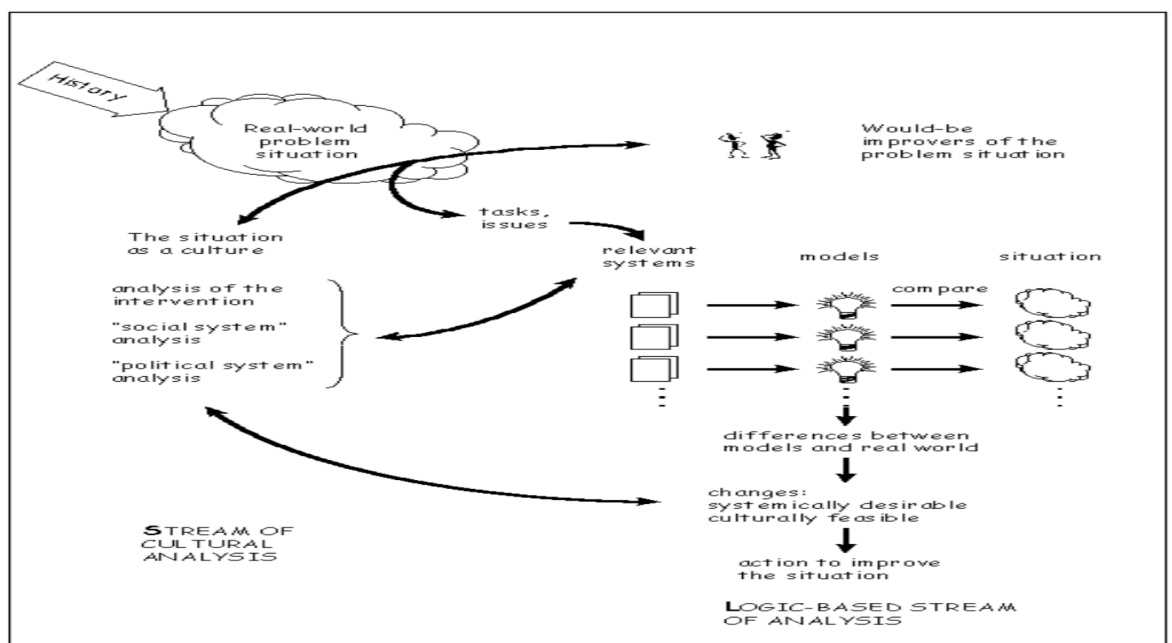 History
Real-world
problem
situation
Would-be
improvers of the
problem situation
tasks,
issues
The situation
as a culture
relevant
systems
models
situation
analysis of the
intervention
compare
"social system"
analysis
"political system"
analysis
differences between
models and real world
changes:
systemically desirable
culturally feasible
STREAM OF
CULTURAL
ANALYSIS
action to improve
the situation
LOGIC-BASED STREAM
OF ANALYSIS